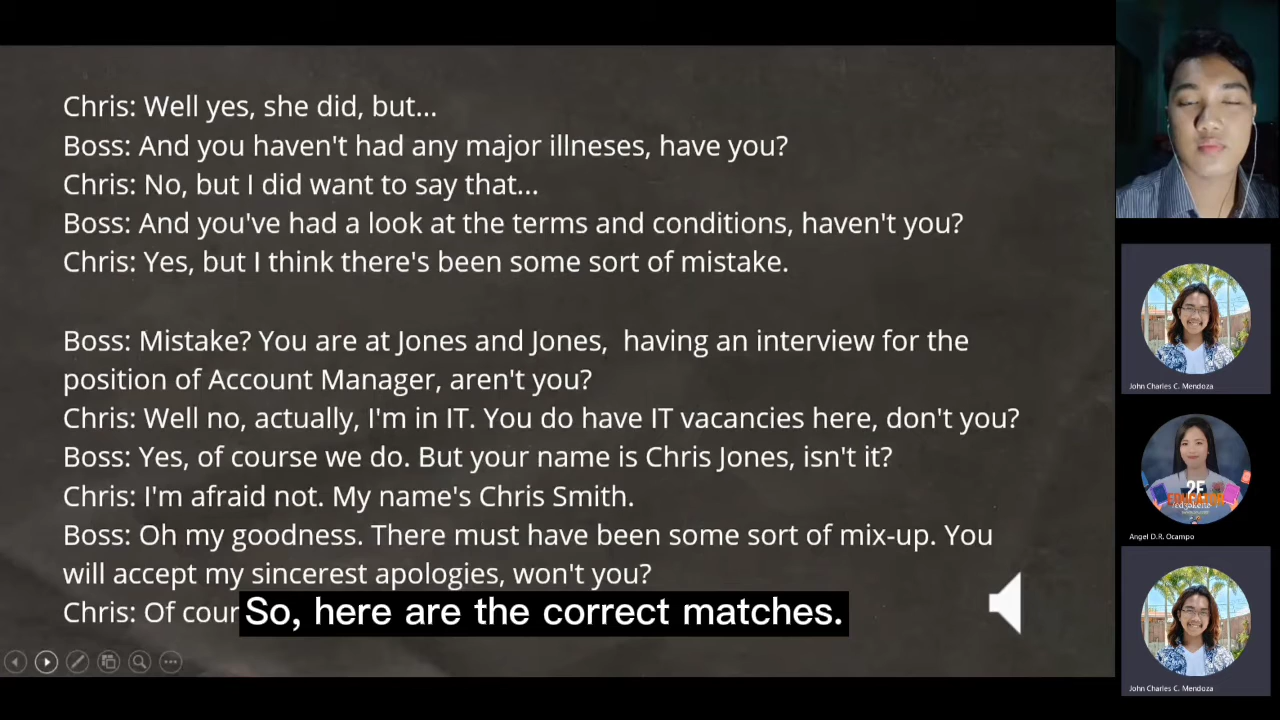 Chris: Well yes, she did, but...
Boss: And you haven't had any major illneses, have you?
Chris: No, but I did want to say that...
Boss: And you've had a look at the terms and conditions, haven't you?
Chris: Yes, but I think there's been some sort of mistake.
Boss: Mistake? You are at Jones and Jones,  having an interview for the
position of Account Manager, aren't you?
Chris: Well no, actually, I'm in IT. You do have IT vacancies here, don't you?
Boss: Yes, of course we do. But your name is Chris Jones, isn't it?
Chris: I'm afraid not. My name's Chris Smith.
Boss: Oh my goodness. There must have been some sort of mix-up. You
will accept my sincerest apologies, won't you?
Chris: Of
So, here are the correct matches.
John Charles C. Mendoza
2E
EDUCATOR
Angel D.R. Ocampo
John Charles C. Mendoza